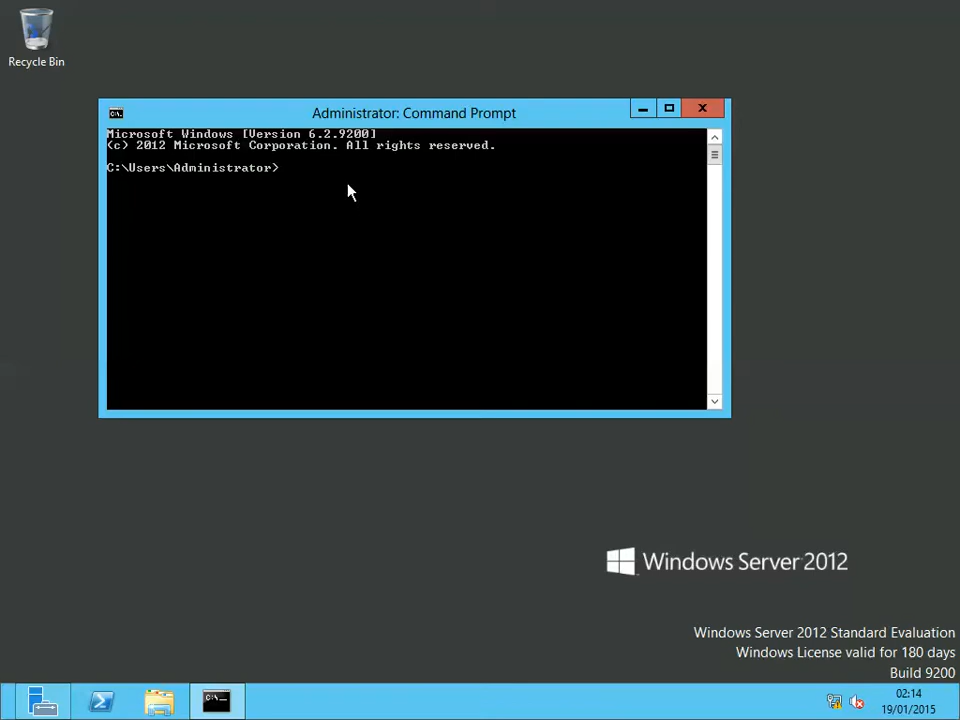 Recycle Bin
Administrator: Command Prompt
Microsoft Windows [Version 6.2.9200]
(c) 2012 Microsoft Corporation. All rights reserved.
C:\Users\Administrator>
Windows Server 2012
Windows Server 2012 Standard Evaluation
Windows License valid for 180 days
Build 9200
02:14
19/01/2015